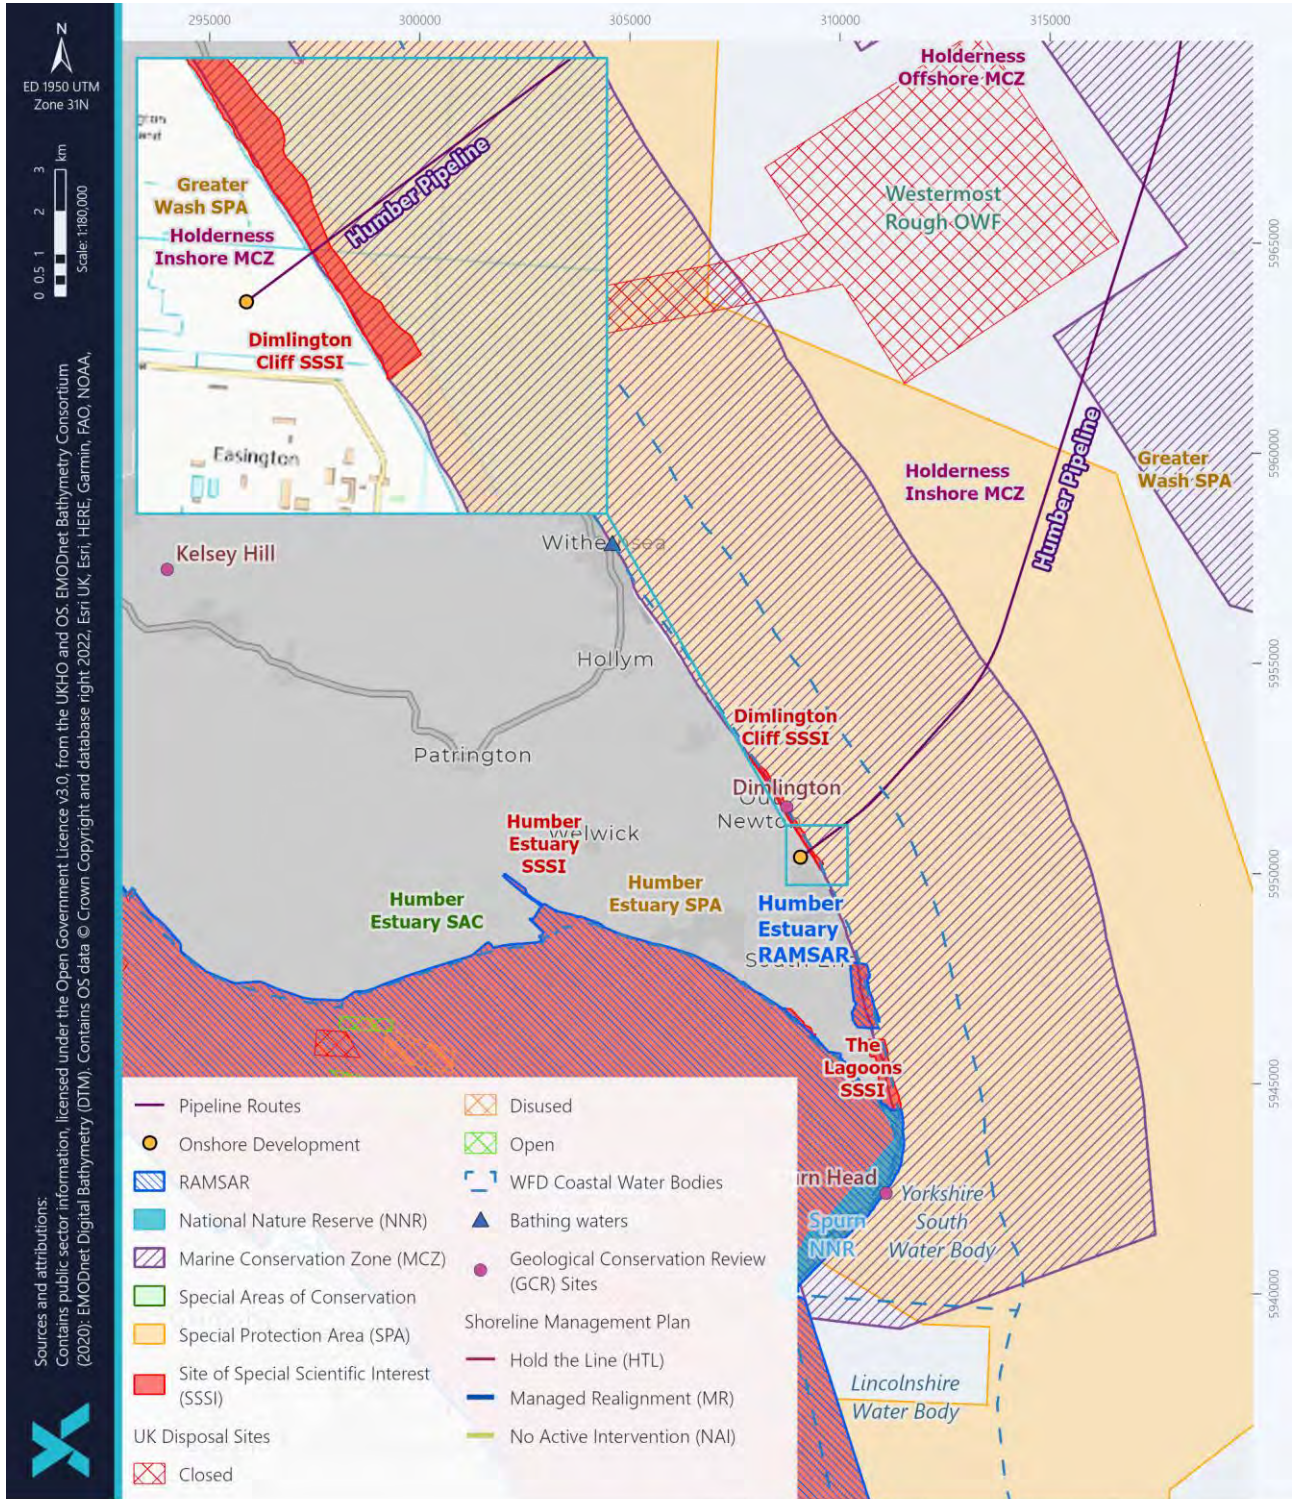 295000
300000
305000
310000
315000
5965000
5960000
5955000
5950000
5945000
5940000
N
ED 1950 UTM
Zone 31N
0 0.5 1 2 3 km
Scale: 1:180,000
Sources and attributions:
Contains public sector information, licensed under the Open Government Licence v3.0, from the UKHO and OS. EMODnet Bathymetry Consortium
(2020): EMODnet Digital Bathymetry (DTM). Contains OS data © Crown Copyright and database right 2022, Esri UK, Esri, HERE, Garmin, FAO, NOAA,
Greater
Wash SPA
Holderness
Inshore MCZ
Humber Pipeline
Dimlington
Cliff SSSI
Easington
Holderness
Offshore MCZ
Westermost
Rough OWF
Holderness
Inshore MCZ
Greater
Wash SPA
Humber Pipeline
Kelsey Hill
Withernsea
Hollym
Patrington
Dimlington
Cliff SSSI
Dimlington
Newto
Humber
Estuary
SSSI
Welwick
Humber
Estuary SAC
Humber
Estuary SPA
Humber
Estuary
RAMSAR
The
Lagoons
SSSI
urn Head
Spurn
NNR
Yorkshire
South
Water Body
Lincolnshire
Water Body
Pipeline Routes
Onshore Development
RAMSAR
National Nature Reserve (NNR)
Marine Conservation Zone (MCZ)
Special Areas of Conservation
Special Protection Area (SPA)
Site of Special Scientific Interest
(SSSI)
UK Disposal Sites
Closed
Disused
Open
WFD Coastal Water Bodies
Bathing waters
Geological Conservation Review
(GCR) Sites
Shoreline Management Plan
Hold the Line (HTL)
Managed Realignment (MR)
No Active Intervention (NAI)